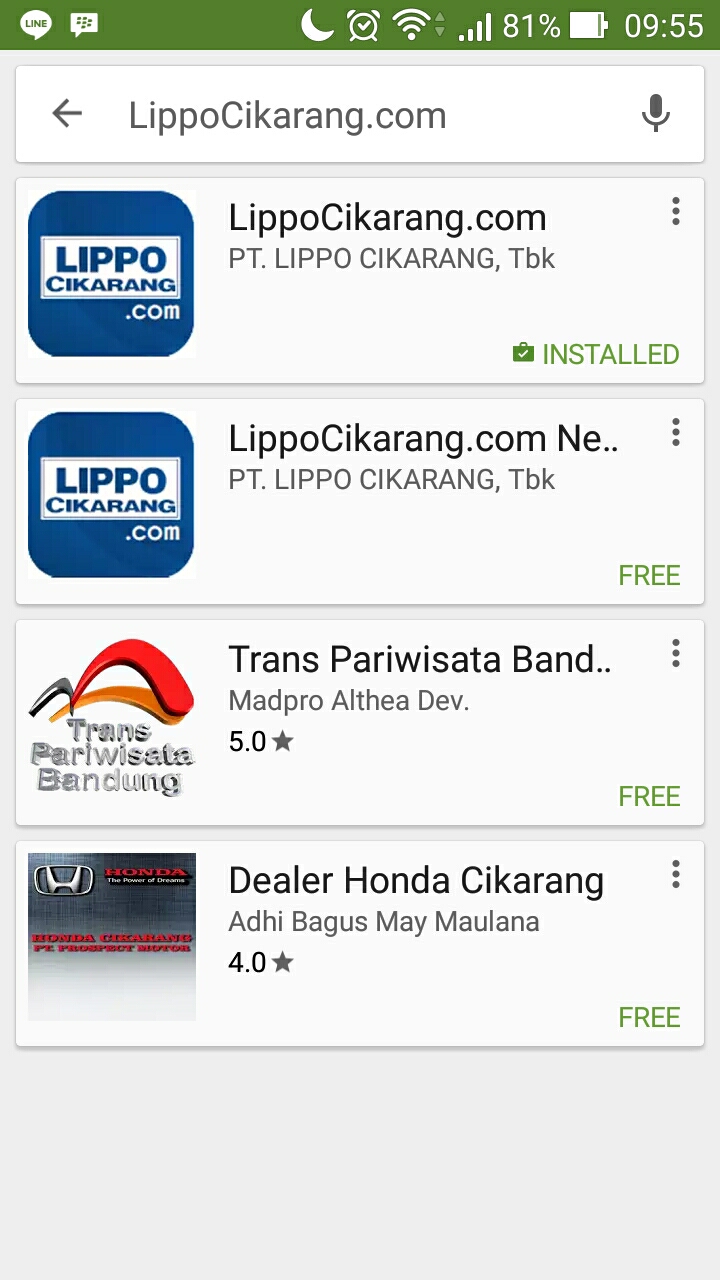 LINE
81%
09:55
LippoCikarang.com
LIPPO
CIKARANG
.com
LippoCikarang.com
PT. LIPPO CIKARANG, Tbk
INSTALLED
LIPPO
CIKARANG
.com
LippoCikarang.com Ne..
PT. LIPPO CIKARANG, Tbk
FREE
Trans
Pariwisata
Bandung
Trans Pariwisata Band..
Madpro Althea Dev.
5.0
FREE
HONDA
The Power of Dreams
HONDA CIKARANG
PT. PROSPECT MOTOR
Dealer Honda Cikarang
Adhi Bagus May Maulana
4.0
FREE